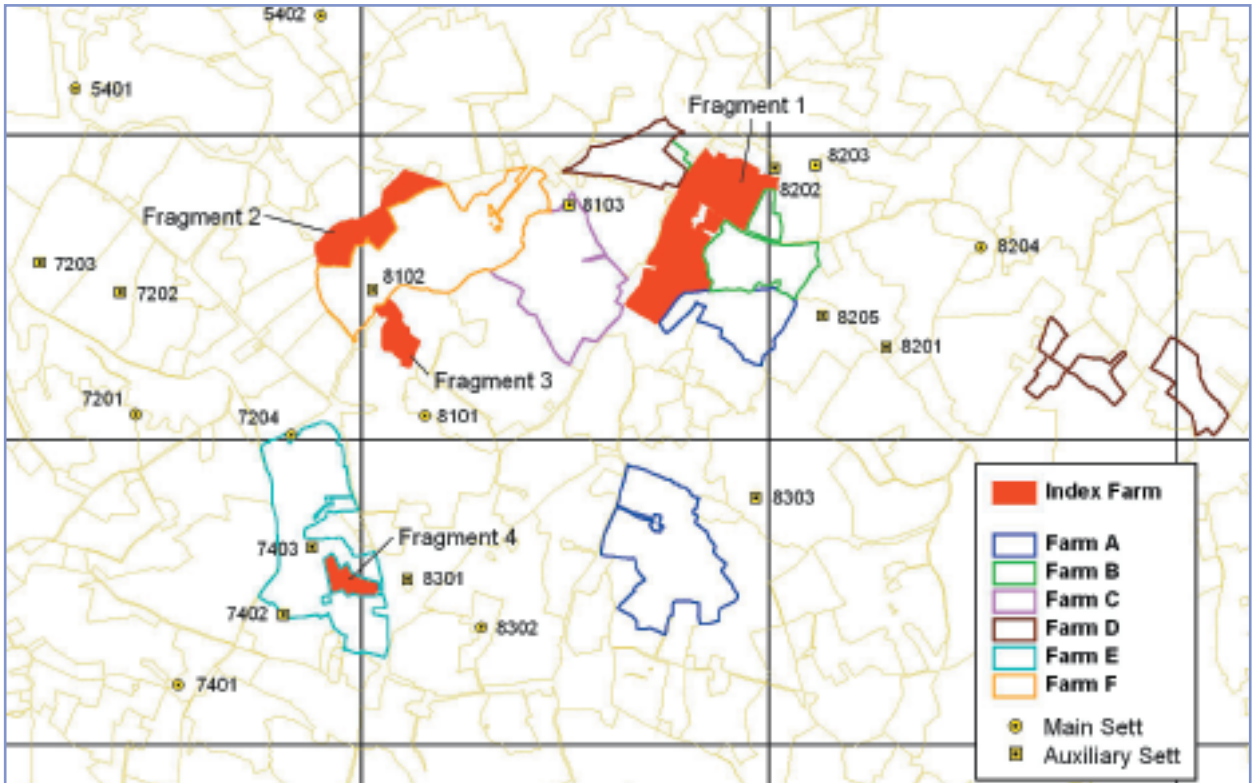 5402
5401
Fragment 1
8203
8202
Fragment 2
8103
8204
7203
7202
8102
8205
8201
Fragment 3
7201
7204
8101
Index Farm
8303
Fragment 4
Farm A
7403
Farm B
8301
Farm C
7402
8302
Farm D
Farm E
7401
Farm F
Main Sett
Auxiliary Sett